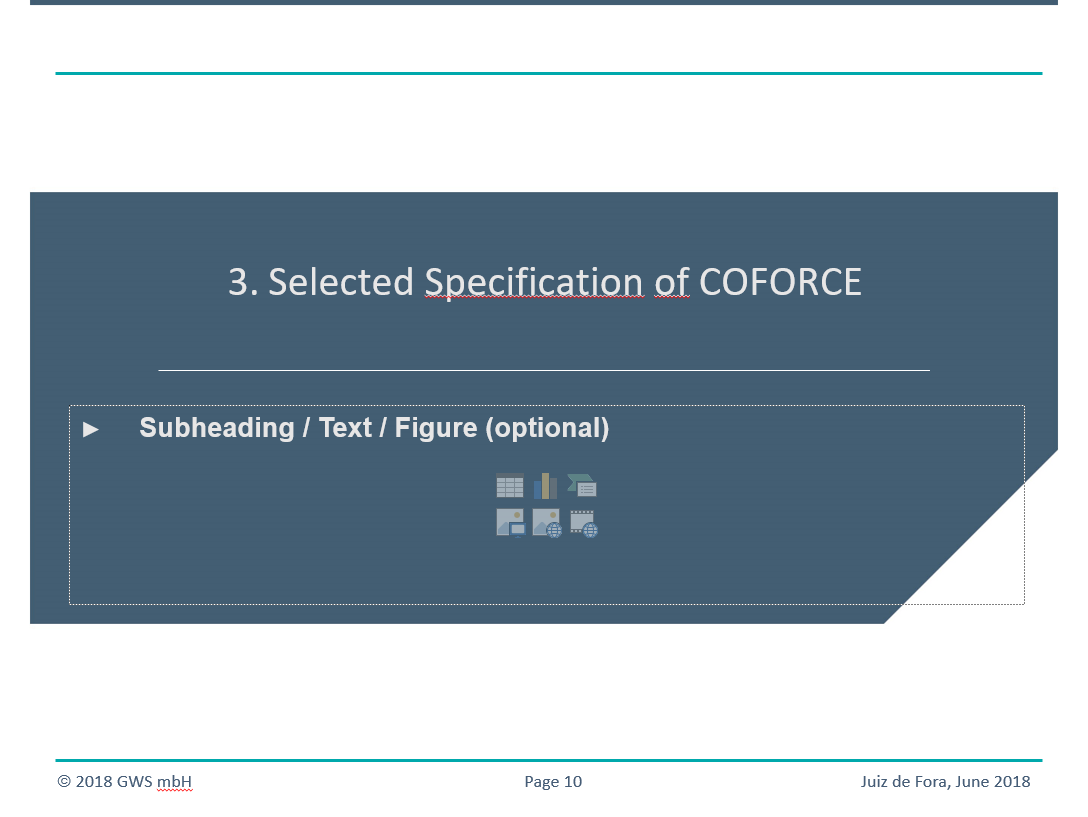 3. Selected Specification of COFORCE
► Subheading / Text / Figure (optional)
© 2018 GWS mbH
Page 10
Juiz de Fora, June 2018